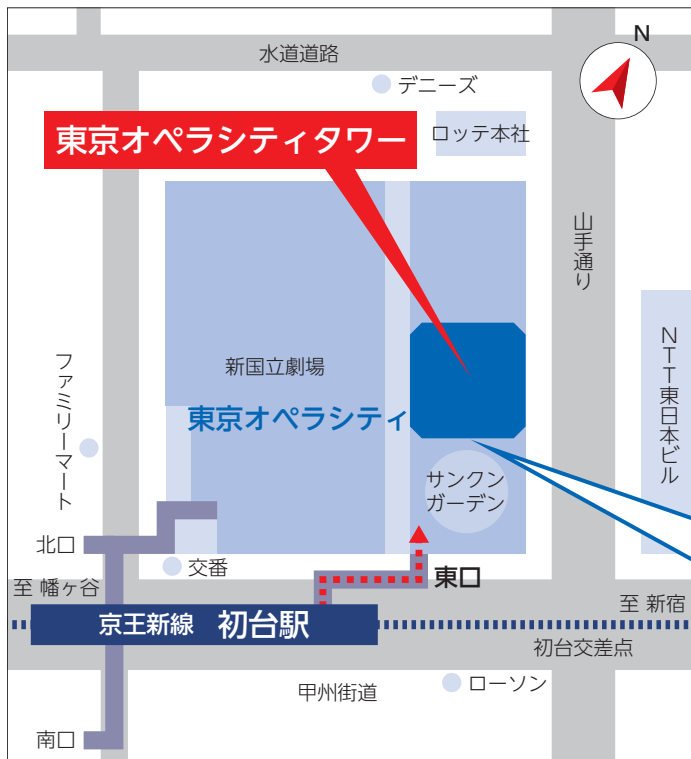 N
水道道路
デニーズ
東京オペラシティタワー
ロッテ本社
山手通り
NTT東日本ビル
新国立劇場
東京オペラシティ
ファミリーマート
サンクン
ガーデン
北口
交番
東口
至 幡ヶ谷
至 新宿
京王新線 初台駅
初台交差点
甲州街道
ローソン
南口